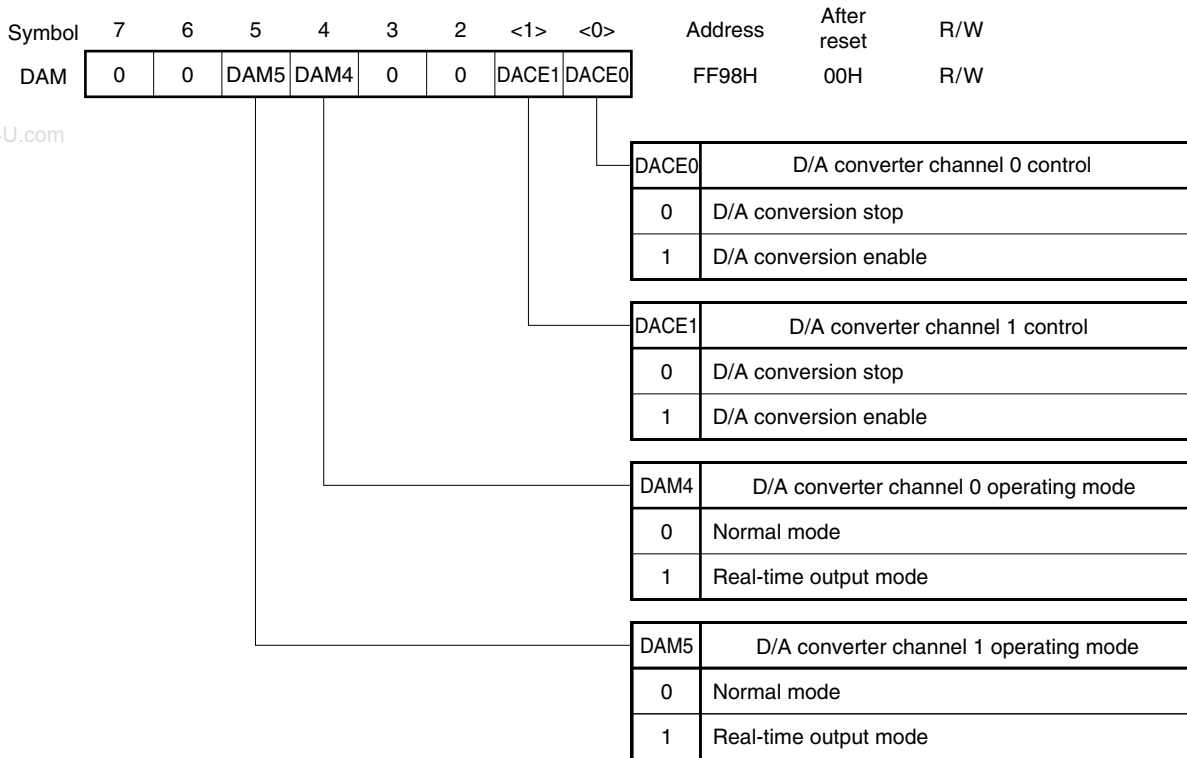 Symbol 7 6 5 4 3 2 <1> <0> Address After reset R/W
DAM 0 0 DAM5 DAM4 0 0 DACE1 DACE0 FF98H 00H R/W
4U.com
DACE0 D/A converter channel 0 control
0 D/A conversion stop
1 D/A conversion enable
DACE1 D/A converter channel 1 control
0 D/A conversion stop
1 D/A conversion enable
DAM4 D/A converter channel 0 operating mode
0 Normal mode
1 Real-time output mode
DAM5 D/A converter channel 1 operating mode
0 Normal mode
1 Real-time output mode